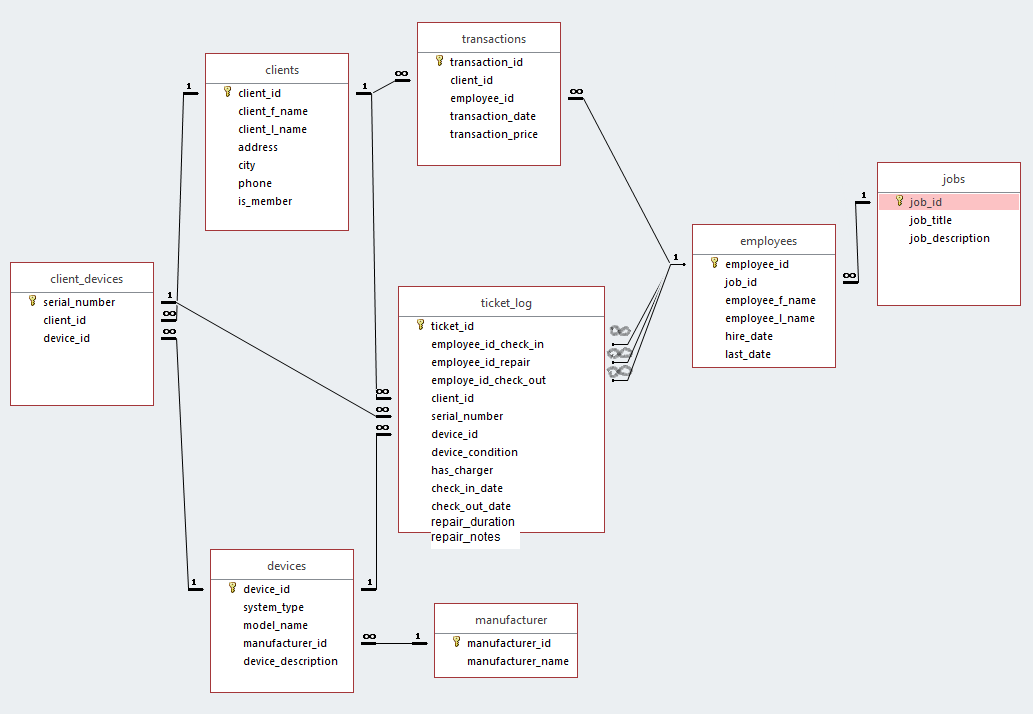 transactions
transaction_id
client_id
employee_id
transaction_date
transaction_price
clients
client_id
client_f_name
client_l_name
address
city
phone
is_member
jobs
job_id
job_title
job_description
employees
employee_id
job_id
employee_f_name
employee_l_name
hire_date
last_date
client_devices
serial_number
client_id
device_id
ticket_log
ticket_id
employee_id_check_in
employee_id_repair
employe_id_check_out
client_id
serial_number
device_id
device_condition
has_charger
check_in_date
check_out_date
repair_duration
repair_notes
devices
device_id
system_type
model_name
manufacturer_id
device_description
manufacturer
manufacturer_id
manufacturer_name
1
∞
1
∞
1
∞
1
∞
∞
∞
∞
1
∞
∞
∞
∞
∞
1
1
∞
1